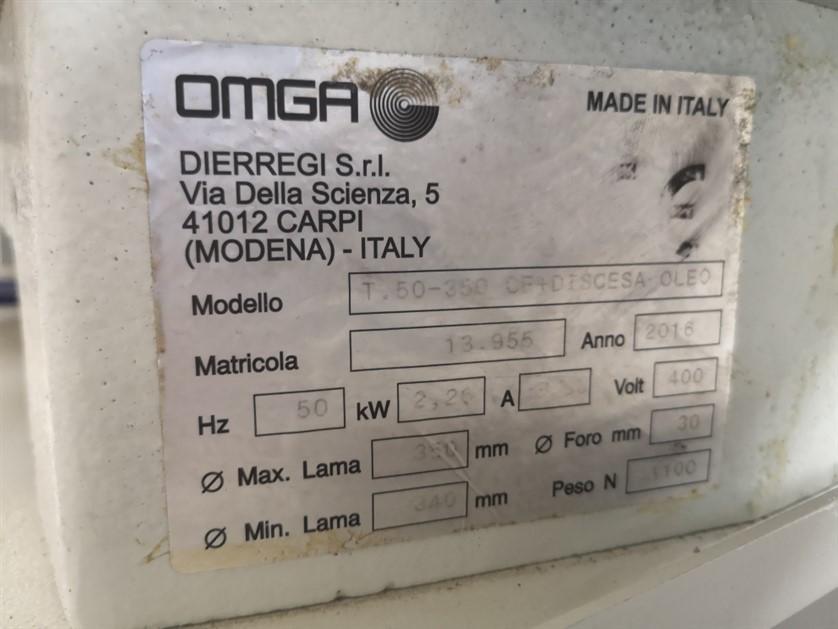 OMGA
MADE IN ITALY
DIERREGI S.r.l.
Via Della Scienza, 5
41012 CARPI
(MODENA) - ITALY
Modello T.50-350 CF+DISCESA OLEO
Matricola 13.955 Anno 2016
Hz 50 kW A Volt 400
Ø Max. Lama 350 mm Ø Foro mm 30
Ø Min. Lama 340 mm Peso N 1100